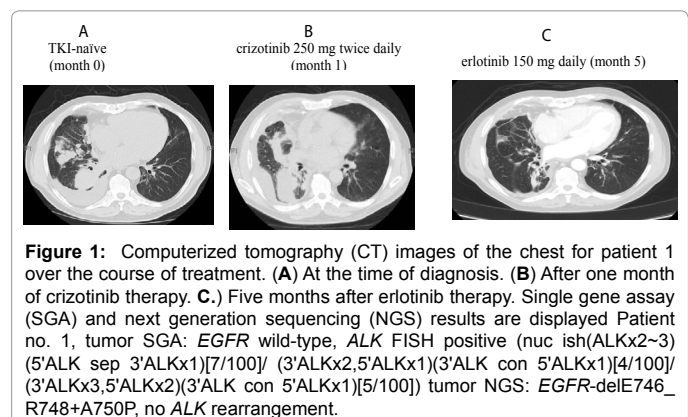 A
TKI-naïve
(month 0)
B
crizotinib 250 mg twice daily
(month 1)
C
erlotinib 150 mg daily (month 5)
Figure 1: Computerized tomography (CT) images of the chest for patient 1
over the course of treatment. (A) At the time of diagnosis. (B) After one month
of crizotinib therapy. C.) Five months after erlotinib therapy. Single gene assay
(SGA) and next generation sequencing (NGS) results are displayed Patient
no. 1, tumor SGA: EGFR wild-type, ALK FISH positive (nuc ish(ALKx2~3)
(5'ALK sep 3'ALKx1)[7/100]/ (3'ALKx2,5'ALKx1)(3'ALK con 5'ALKx1)[4/100]/
(3'ALKx3,5'ALKx2)(3'ALK con 5'ALKx1)[5/100]) tumor NGS: EGFR-delE746_
R748+A750P, no ALK rearrangement.